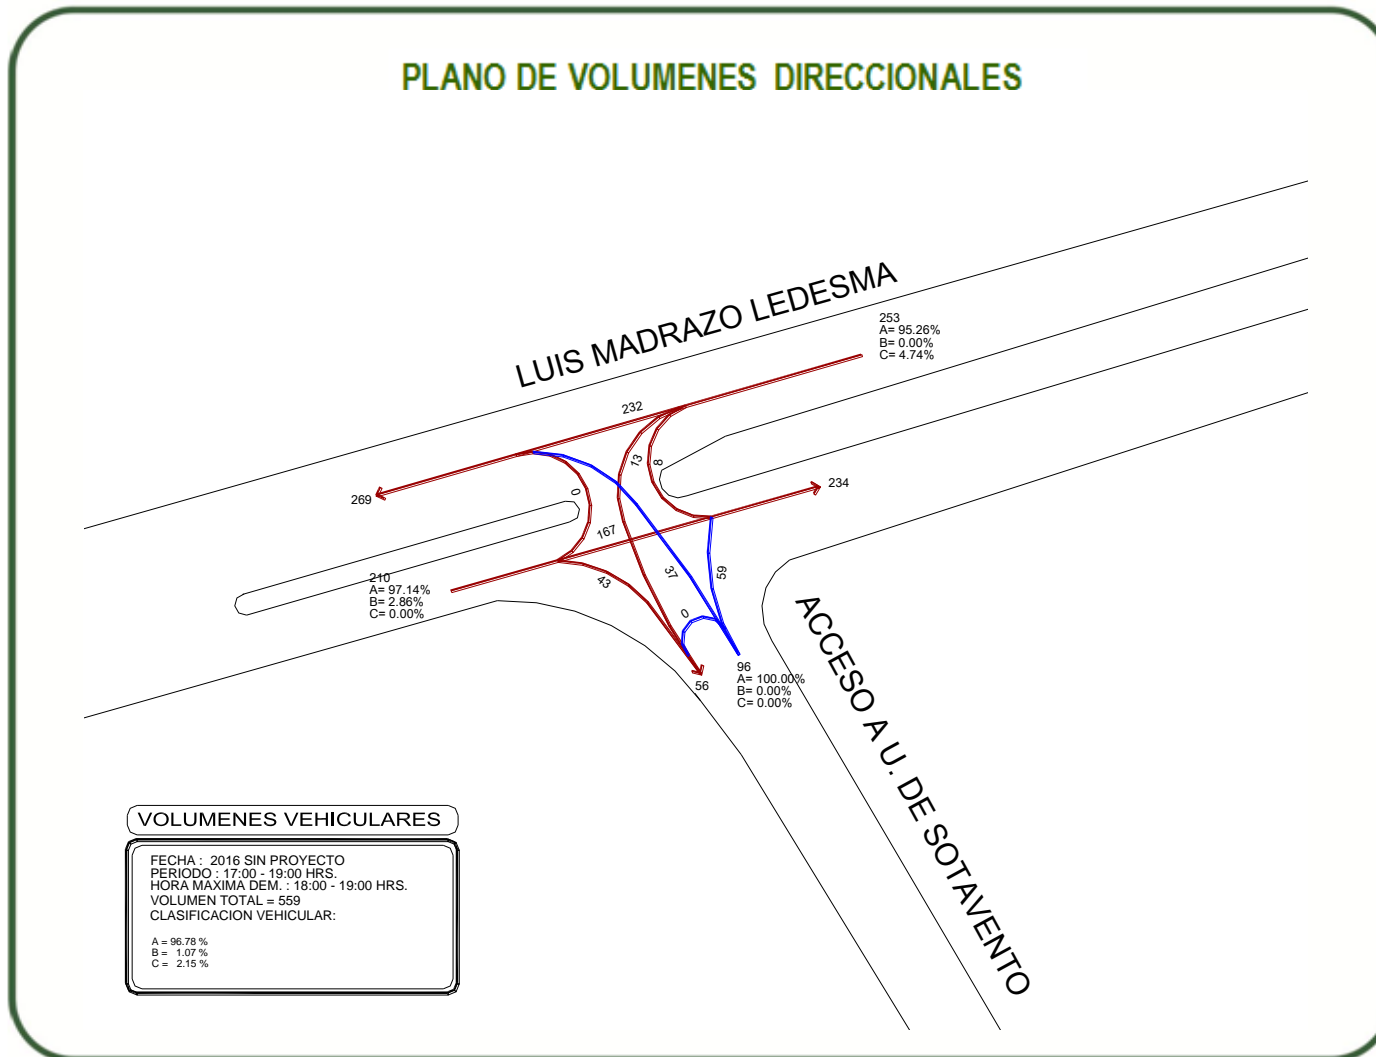 PLANO DE VOLUMENES DIRECCIONALES
LUIS MADRAZO LEDESMA
253
A= 95.26%
B= 0.00%
C= 4.74%
232
13
8
269
0
234
167
210
A= 97.14%
B= 2.86%
C= 0.00%
43
37
59
0
56
96
A= 100.00%
B= 0.00%
C= 0.00%
ACCESO A U. DE SOTAVENTO
VOLUMENES VEHICULARES
FECHA : 2016 SIN PROYECTO
PERIODO : 17:00 - 19:00 HRS.
HORA MAXIMA DEM. : 18:00 - 19:00 HRS.
VOLUMEN TOTAL = 559
CLASIFICACION VEHICULAR:
A = 96.78 %
B = 1.07 %
C = 2.15 %